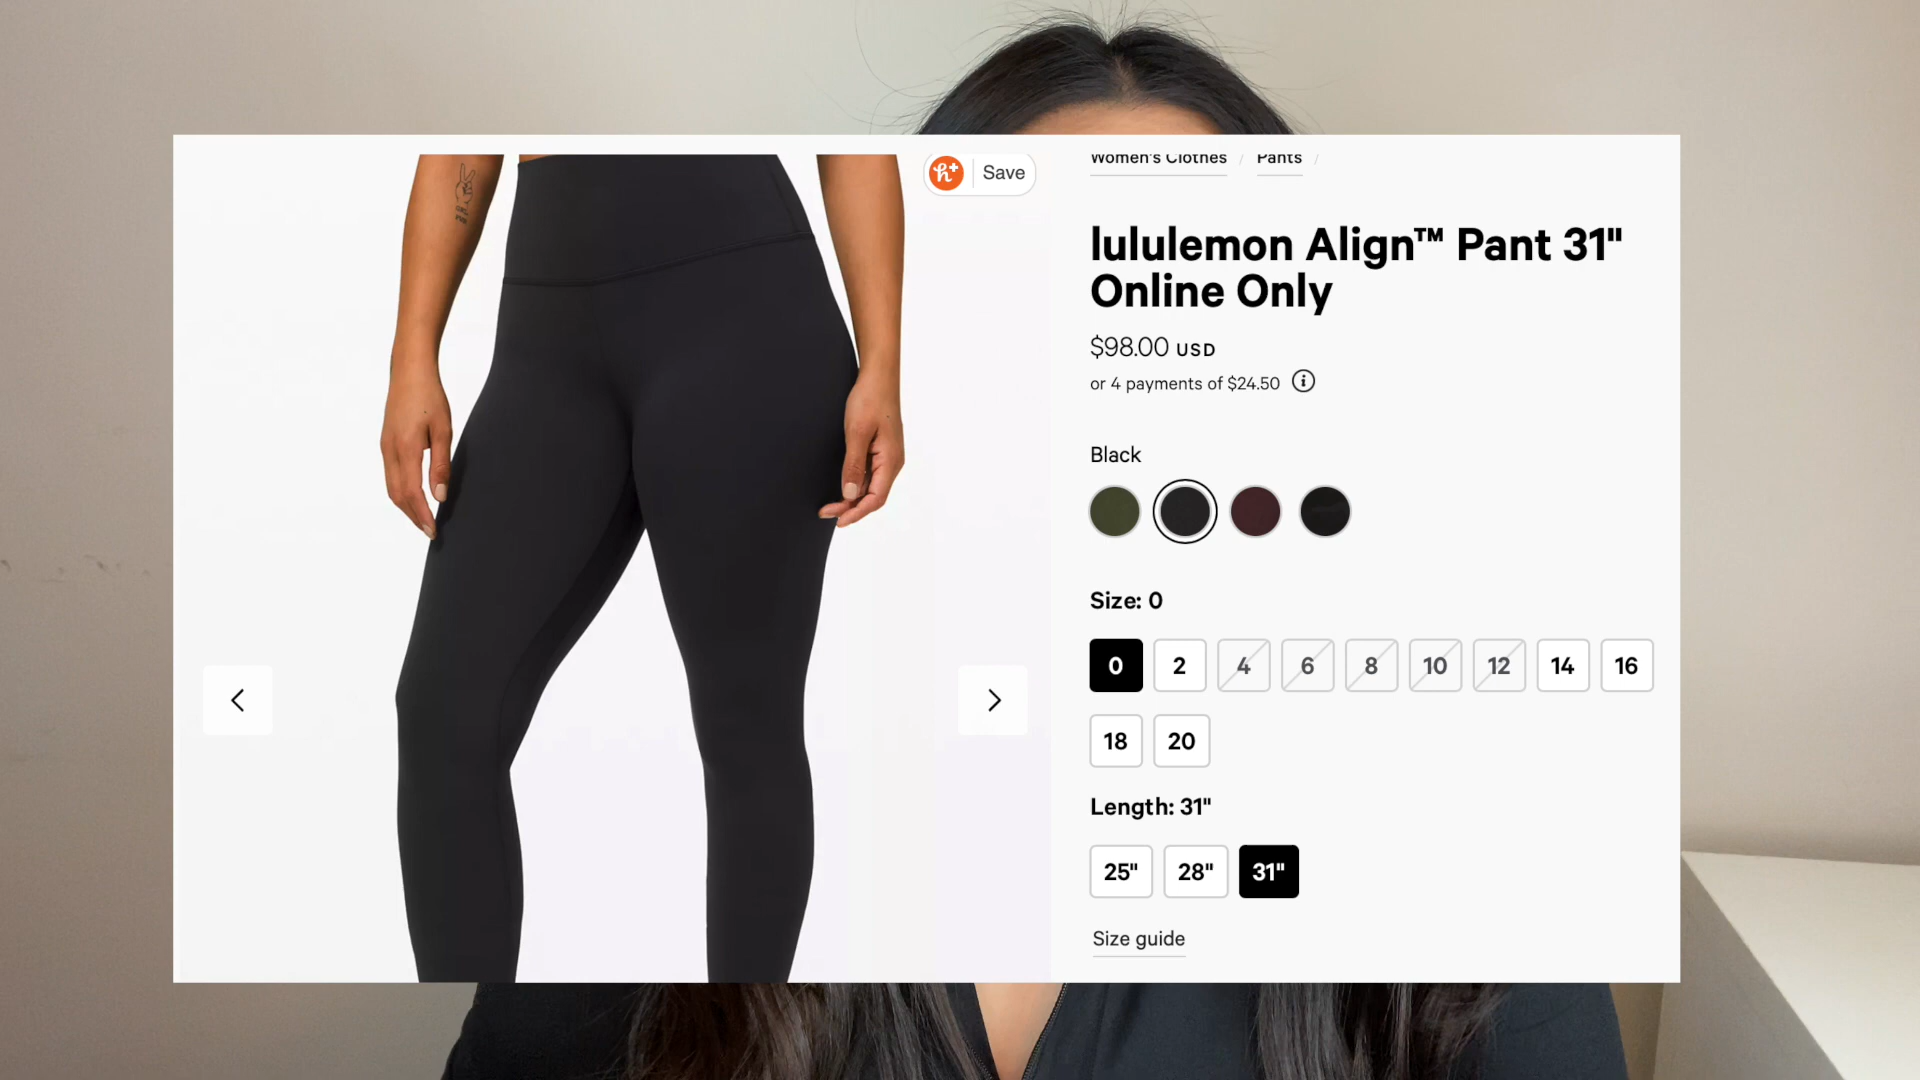 Save
Women's Clothes / Pants /
lululemon Align™ Pant 31"
Online Only
$98.00 USD
or 4 payments of $24.50
Black
Size: 0
0 2 4 6 8 10 12 14 16
18 20
Length: 31"
25" 28" 31"
Size guide